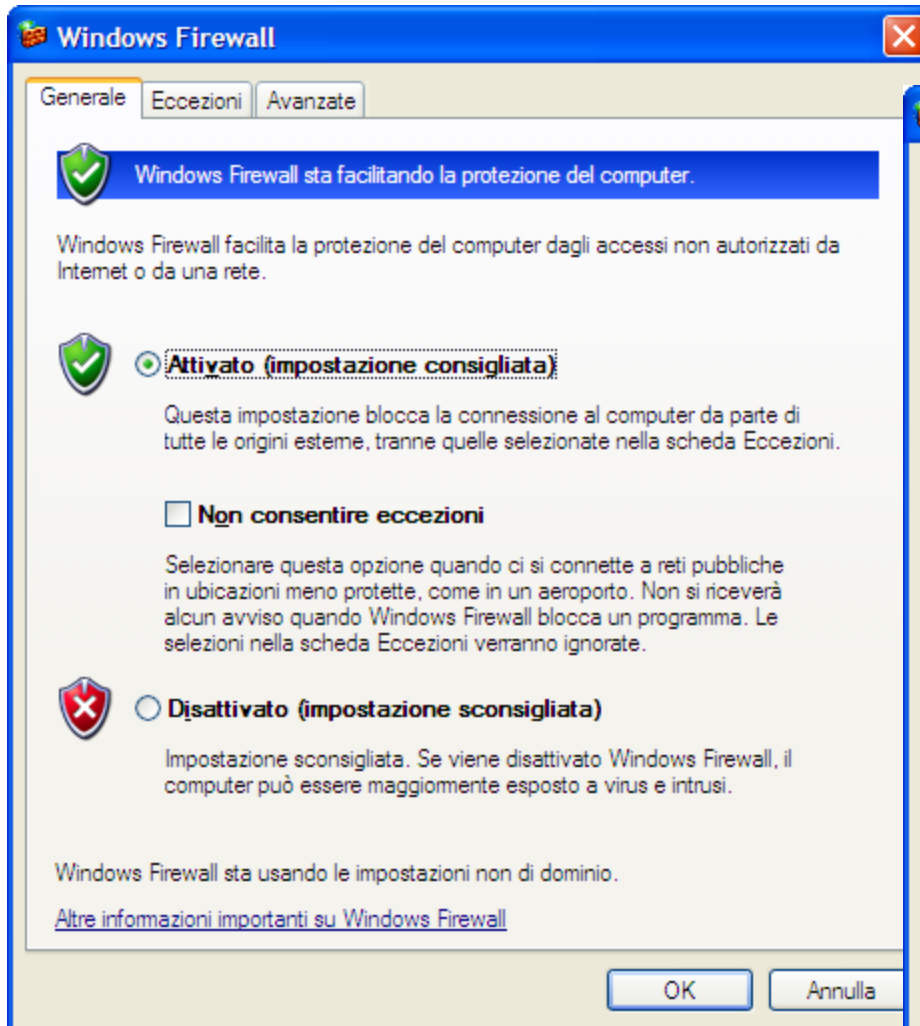 Windows Firewall
Generale
Eccezioni
Avanzate
Windows Firewall sta facilitando la protezione del computer.
Windows Firewall facilita la protezione del computer dagli accessi non autorizzati da
Internet o da una rete.
Attivato (impostazione consigliata)
Questa impostazione blocca la connessione al computer da parte di
tutte le origini esterne, tranne quelle selezionate nella scheda Eccezioni.
Non consentire eccezioni
Selezionare questa opzione quando ci si connette a reti pubbliche
in ubicazioni meno protette, come in un aeroporto. Non si riceverà
alcun avviso quando Windows Firewall blocca un programma. Le
selezioni nella scheda Eccezioni verranno ignorate.
Disattivato (impostazione sconsigliata)
Impostazione sconsigliata. Se viene disattivato Windows Firewall, il
computer può essere maggiormente esposto a virus e intrusi.
Windows Firewall sta usando le impostazioni non di dominio.
Altre informazioni importanti su Windows Firewall
OK
Annulla